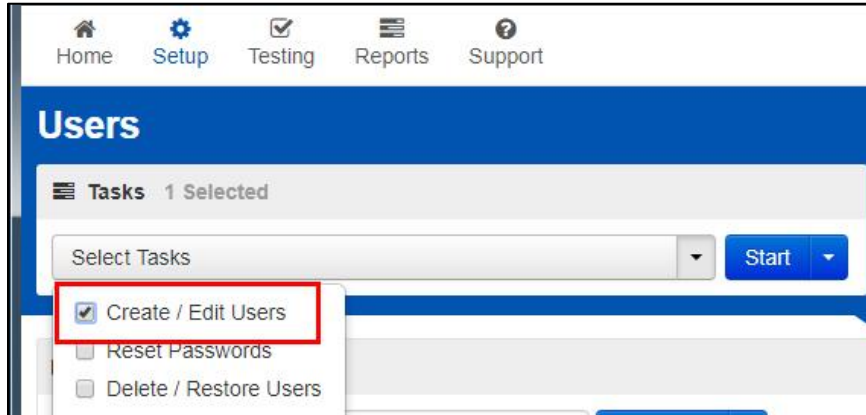 Home Setup Testing Reports Support
Users
Tasks 1 Selected
Select Tasks Start
Create / Edit Users
Reset Passwords
Delete / Restore Users